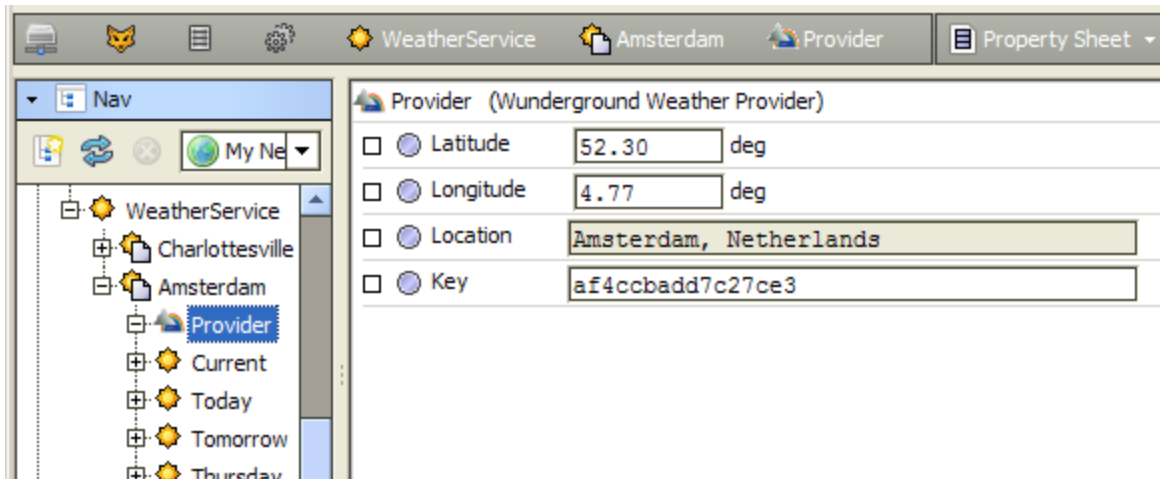 WeatherService Amsterdam Provider Property Sheet
Nav
My Ne
WeatherService
Charlottesville
Amsterdam
Provider
Current
Today
Tomorrow
Thursday
Provider (Wunderground Weather Provider)
Latitude 52.30 deg
Longitude 4.77 deg
Location Amsterdam, Netherlands
Key af4ccbadd7c27ce3